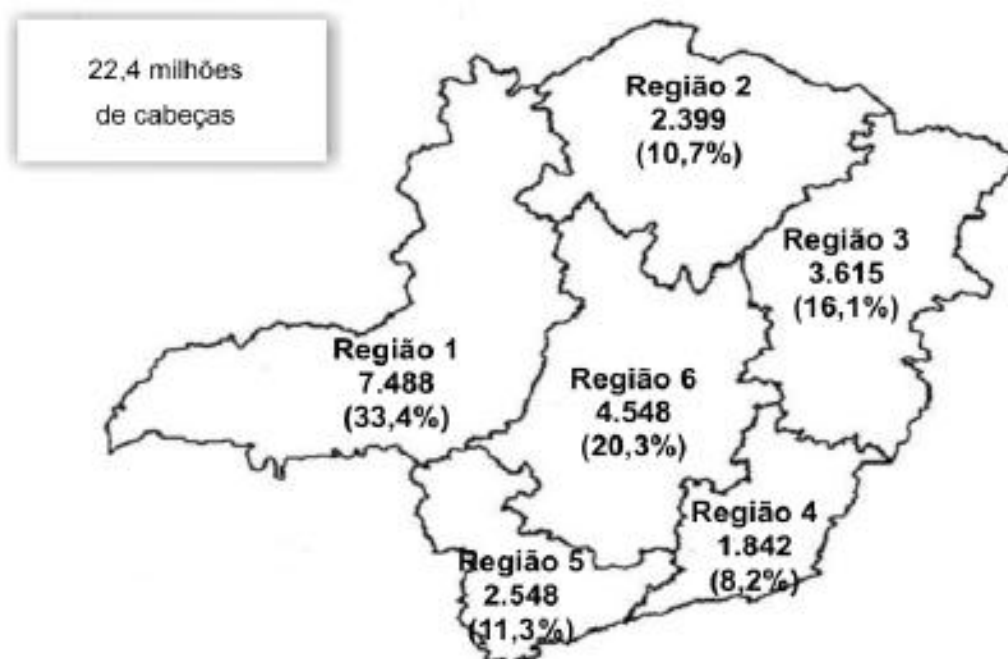 22,4 milhões
de cabeças
Região 2
2.399
(10,7%)
Região 3
3.615
(16,1%)
Região 1
7.488
(33,4%)
Região 6
4.548
(20,3%)
Região 4
1.842
(8,2%)
Região 5
2.548
(11,3%)